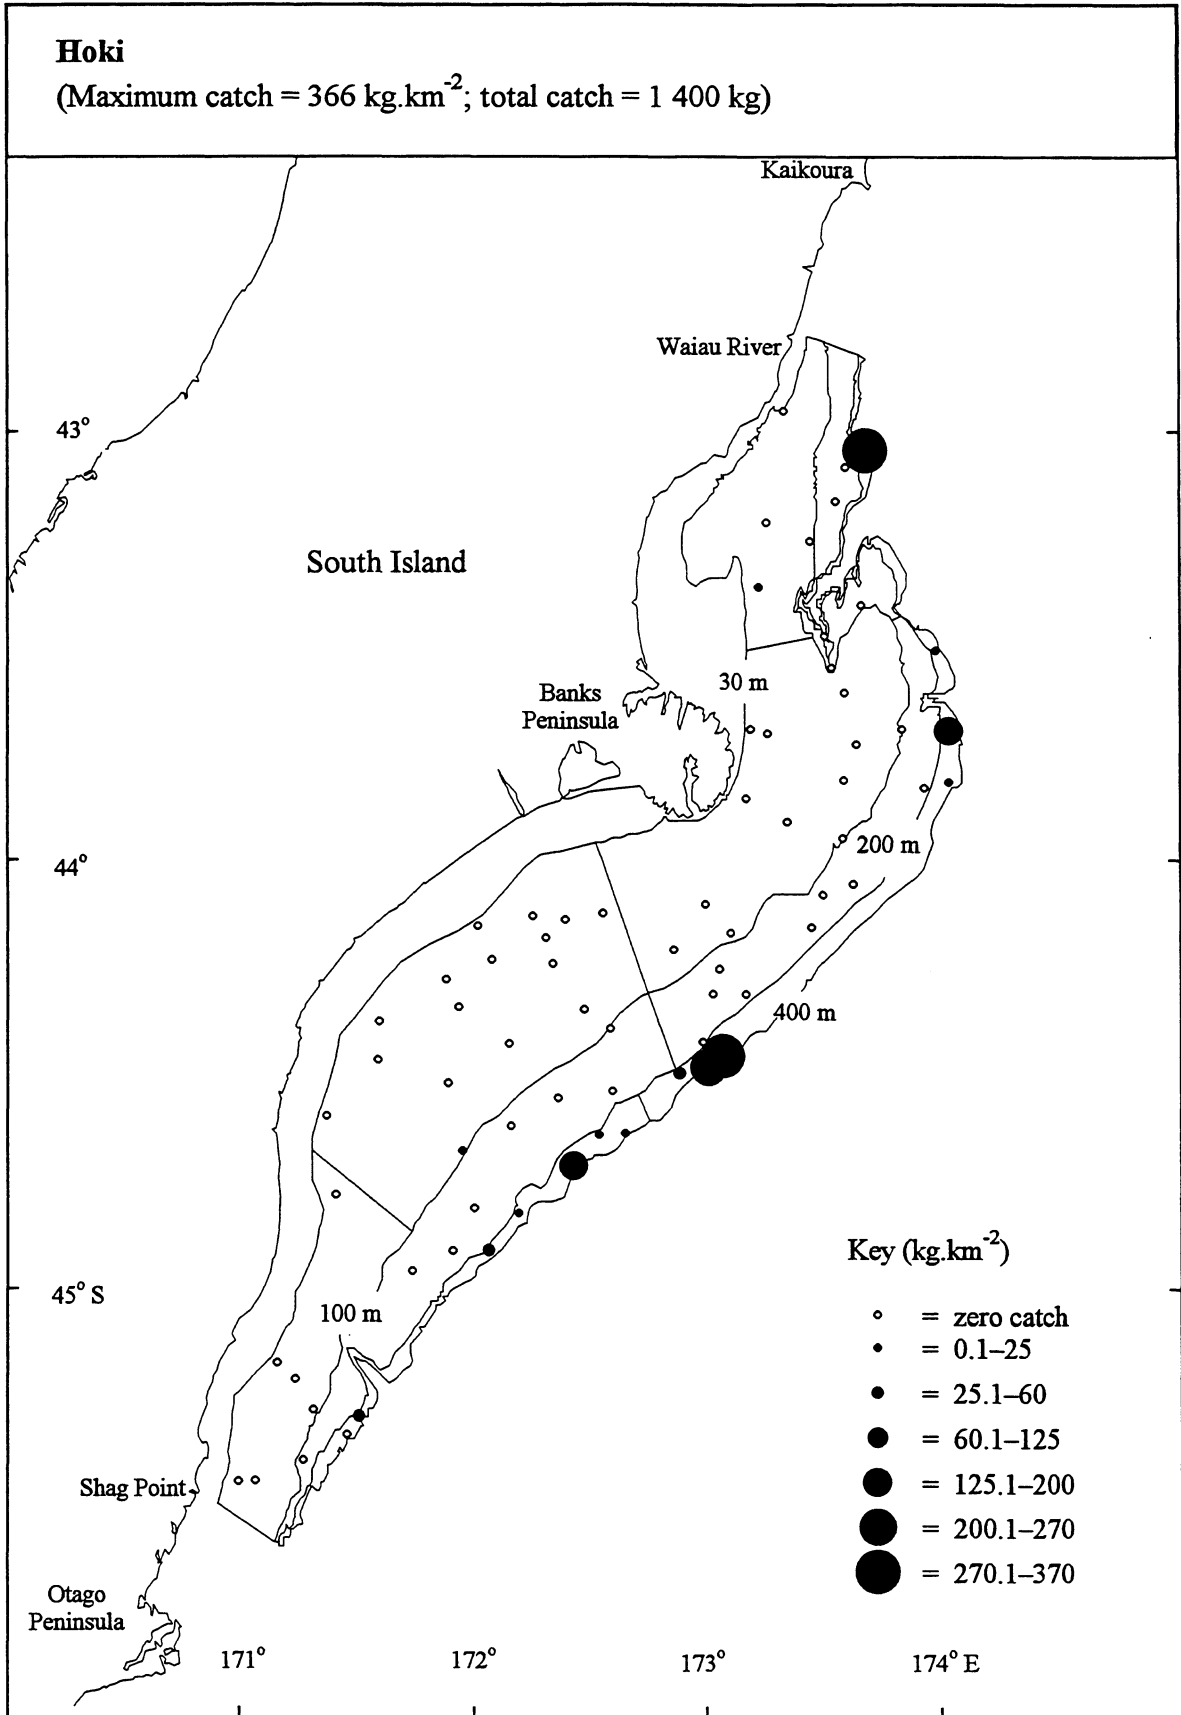 Hoki
(Maximum catch = 366 kg.km-2; total catch = 1 400 kg)
Kaikoura
Waiau River
43°
South Island
30 m
Banks
Peninsula
200 m
44°
400 m
Key (kg.km-2)
45° S
100 m
= zero catch
= 0.1–25
= 25.1–60
= 60.1–125
= 125.1–200
= 200.1–270
= 270.1–370
Shag Point
Otago
Peninsula
171°
172°
173°
174° E